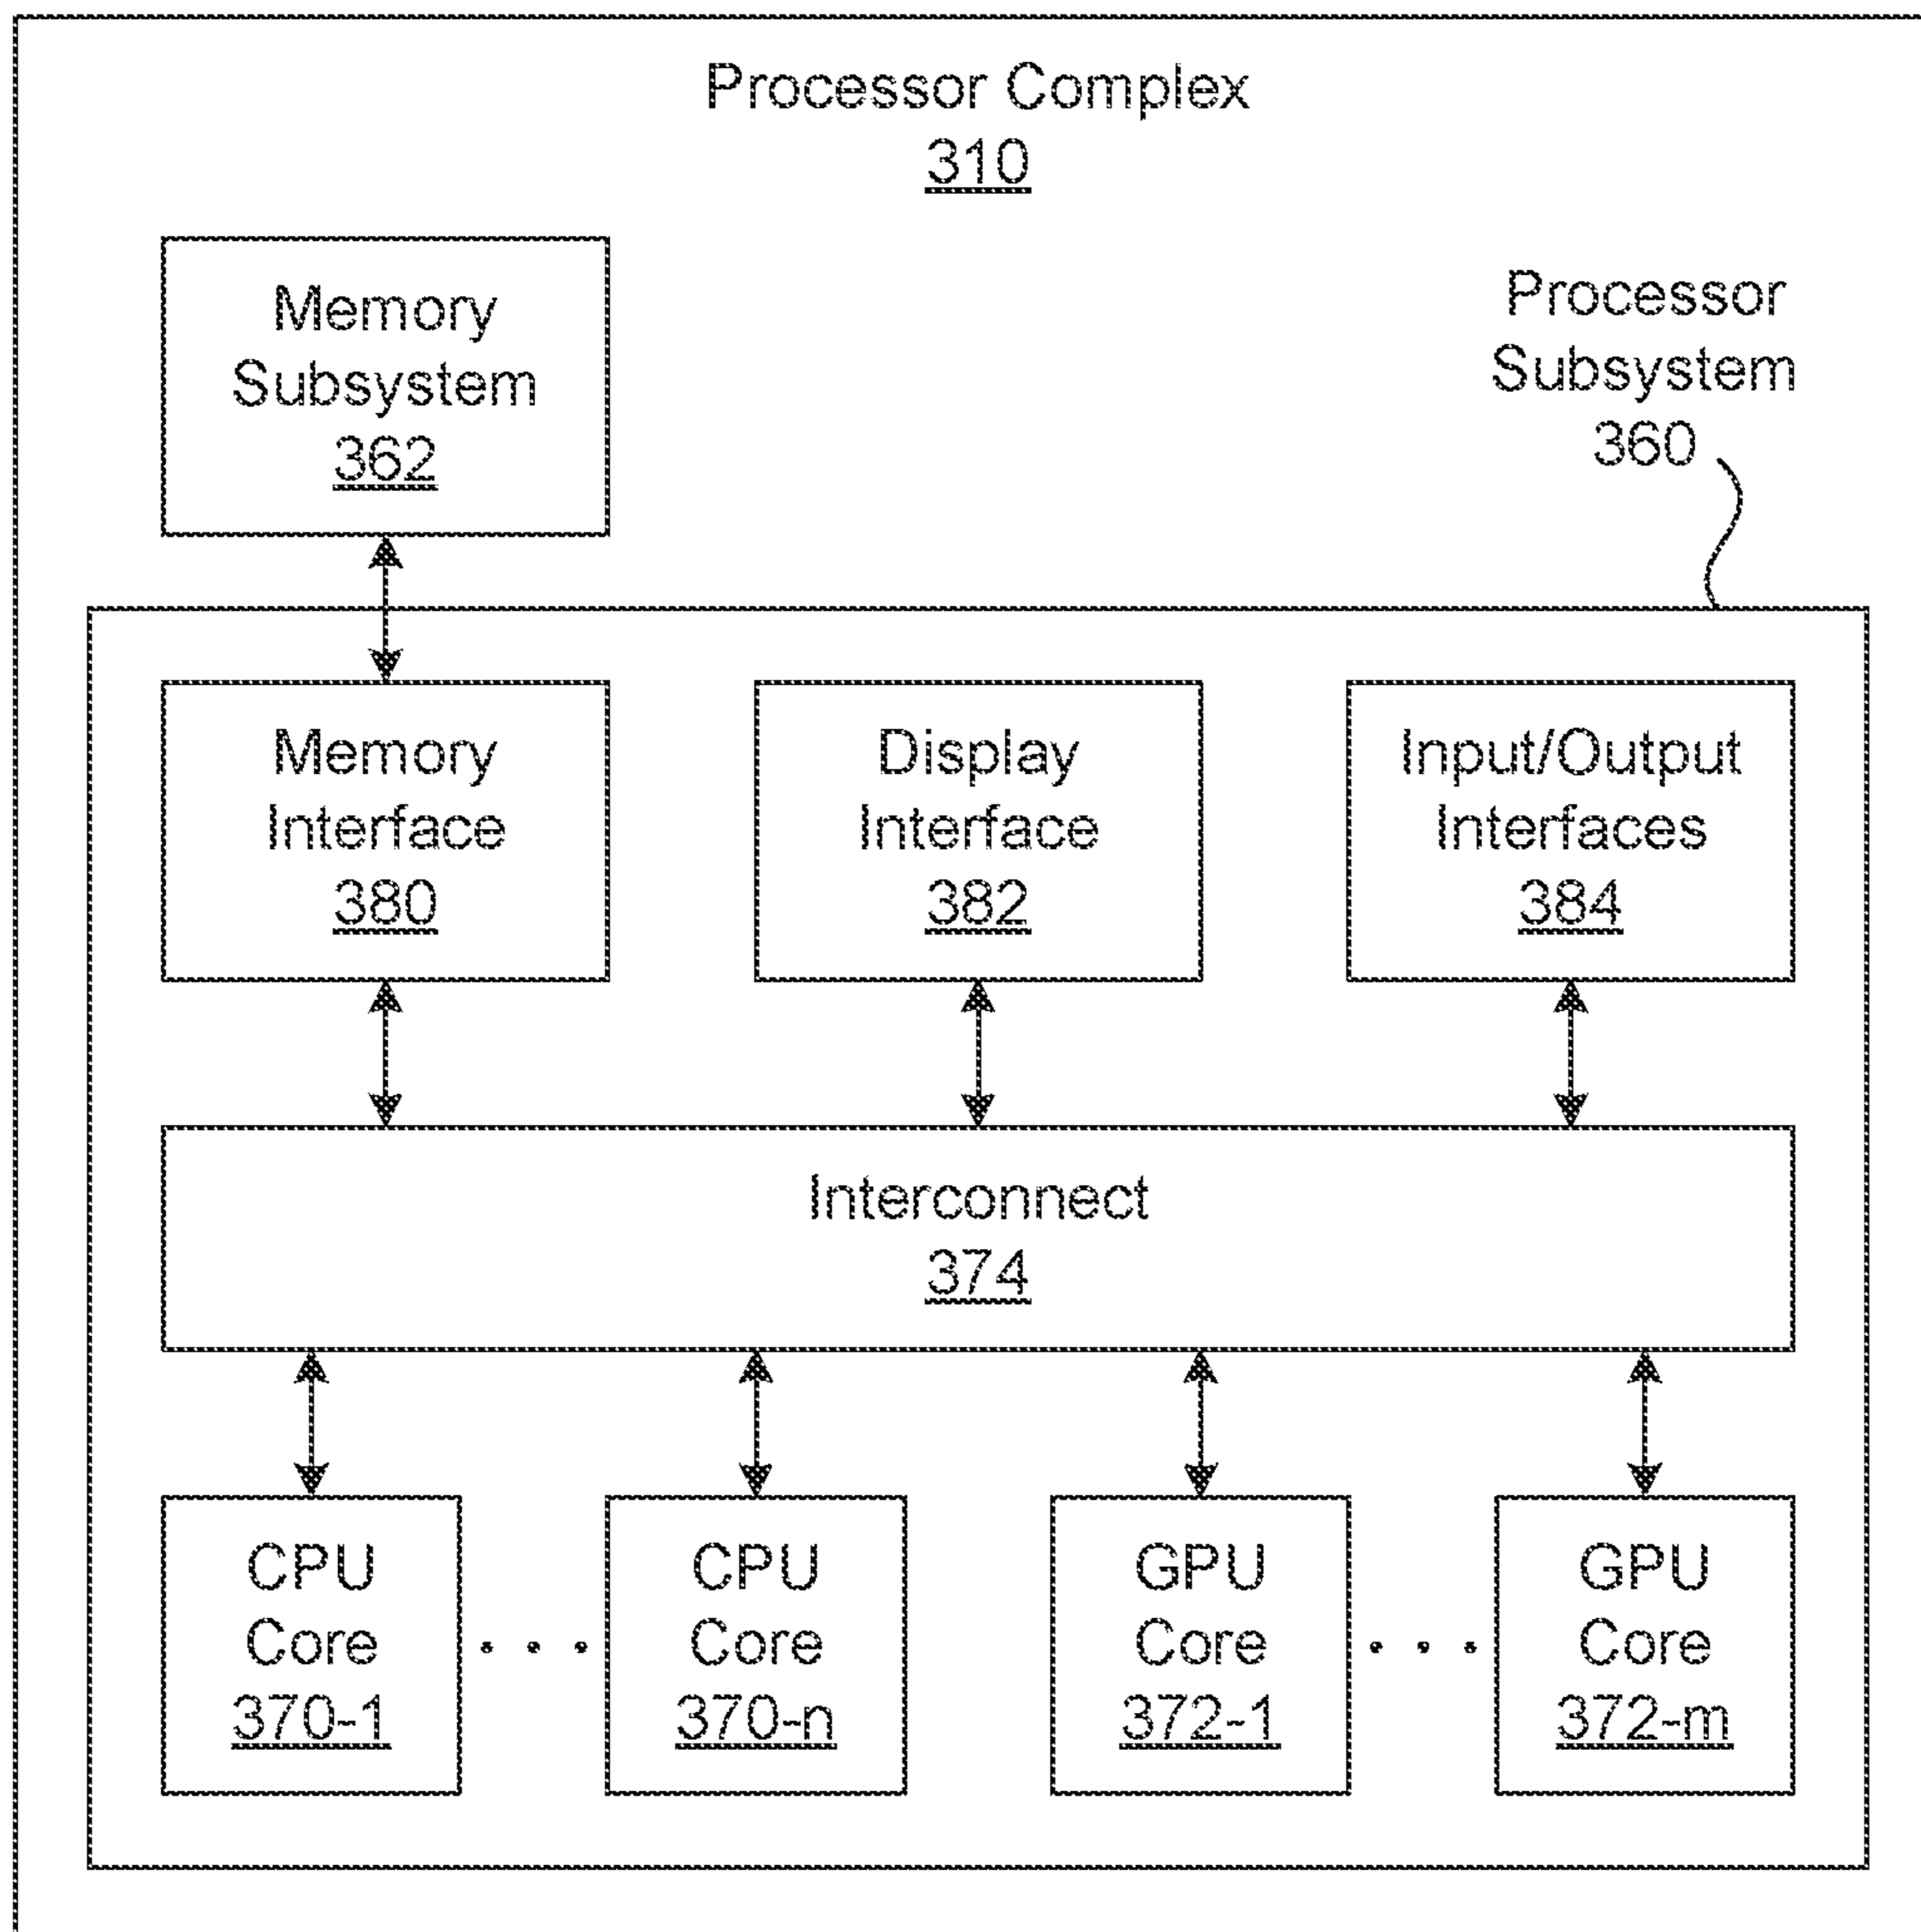 Processor Complex
310
Memory
Subsystem
362
Processor
Subsystem
360
Memory
Interface
380
Display
Interface
382
Input/Output
Interfaces
384
Interconnect
374
CPU
Core
370-1
. . .
CPU
Core
370-n
GPU
Core
372-1
. . .
GPU
Core
372-m